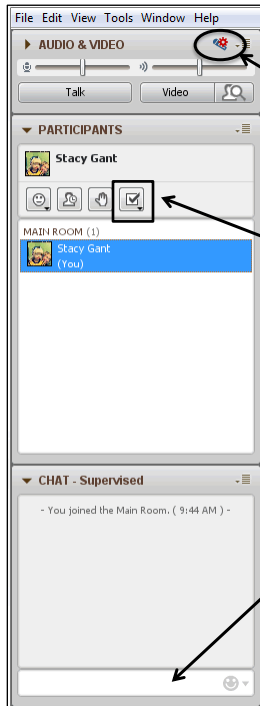 File Edit View Tools Window Help
AUDIO & VIDEO
Talk Video
PARTICIPANTS
Stacy Gant
MAIN ROOM (1)
Stacy Gant
(You)
CHAT - Supervised
- You joined the Main Room. ( 9:44 AM ) -